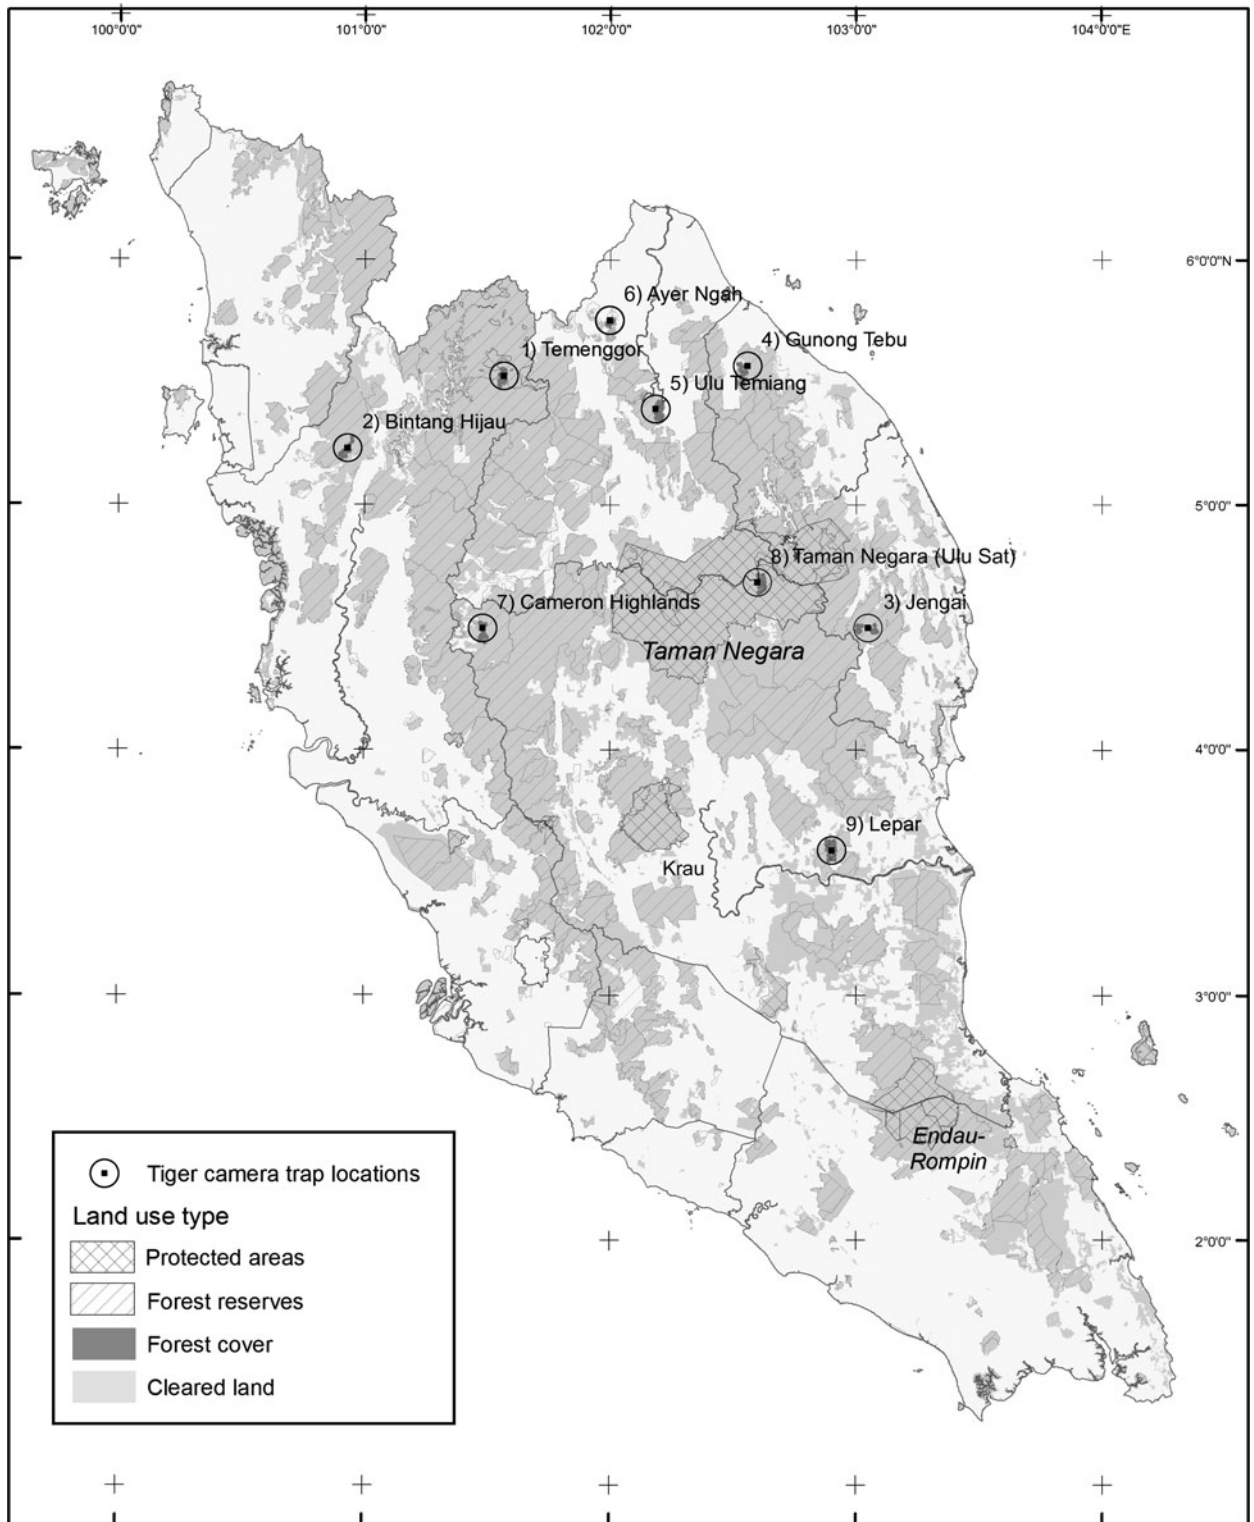 100°0'0"
101°0'0"
102°0'0"
103°0'0"
104°0'0"E
6°0'0"N
6) Ayer Ngah
4) Gunong Tebu
1) Temenggor
5) Ulu Temiang
2) Bintang Hijau
5°0'0"
8) Taman Negara (Ulu Sat)
7) Cameron Highlands
3) Jengai
Taman Negara
4°0'0"
9) Lepar
Krau
3°0'0"
Endau-
Rompin
2°0'0"
Tiger camera trap locations
Land use type
Protected areas
Forest reserves
Forest cover
Cleared land